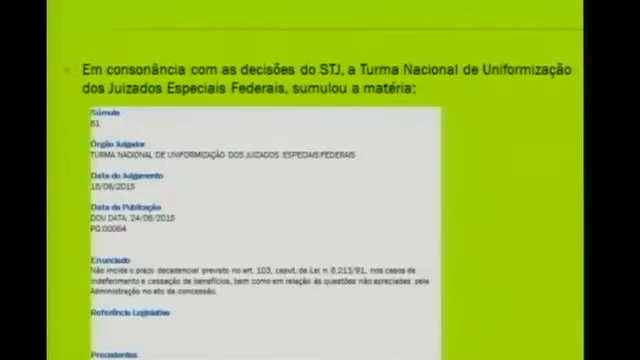 Em consonância com as decisões do STJ, a Turma Nacional de Uniformização
dos Juizados Especiais Federais, sumulou a matéria:
Súmula
81
Órgão Julgador
TURMA NACIONAL DE UNIFORMIZAÇÃO DOS JUIZADOS ESPECIAIS FEDERAIS
Data do Julgamento
18/06/2015
Data da Publicação
DOU DATA: 24/06/2015
PG:00064
Enunciado
Não incide o prazo decadencial previsto no art. 103, caput, da Lei n. 8.213/91, nos casos de
indeferimento e cessação de benefícios, bem como em relação às questões não apreciadas pela
Administração no ato da concessão.
Referência Legislativa
Precedentes